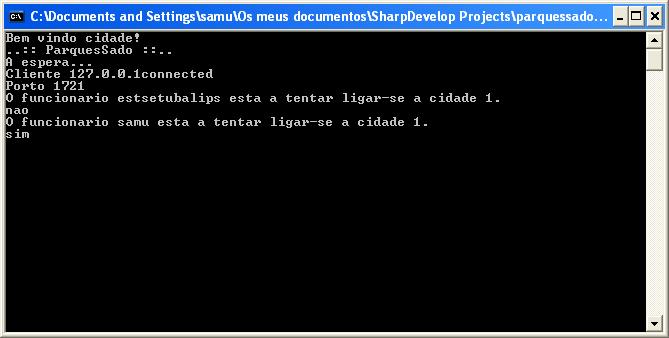 C:\Documents and Settings\samu\Os meus documentos\SharpDevelop Projects\parquessado...
Bem vindo cidade!
..:: ParquesSado ::..
A espera...
Cliente 127.0.0.1connected
Porto 1721
O funcionario estsetubalips esta a tentar ligar-se a cidade 1.
nao
O funcionario samu esta a tentar ligar-se a cidade 1.
sim